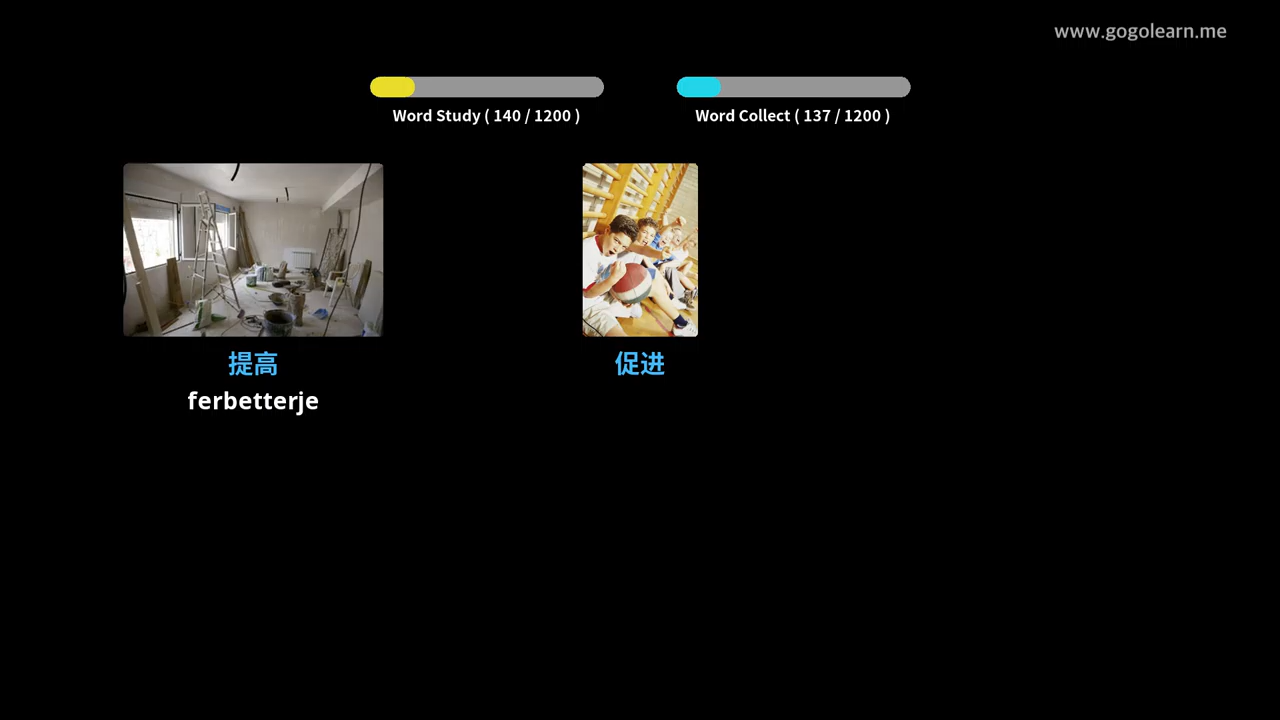 www.gogolearn.me
Word Study ( 140 / 1200 )
Word Collect ( 137 / 1200 )
提高
促进
ferbetterje